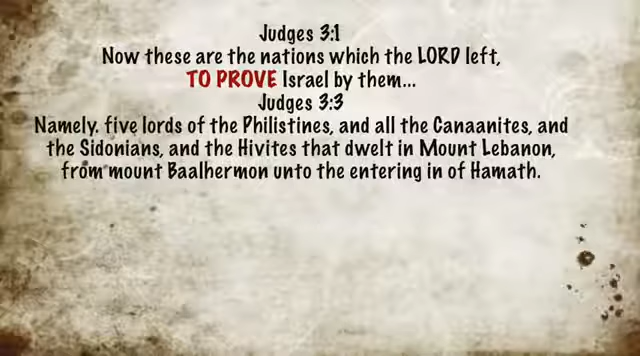 Judges 3:1
Now these are the nations which the LORD left,
TO PROVE Israel by them...
Judges 3:3
Namely. five lords of the Philistines, and all the Canaanites, and
the Sidonians, and the Hivites that dwelt in Mount Lebanon,
from mount Baalhermon unto the entering in of Hamath.